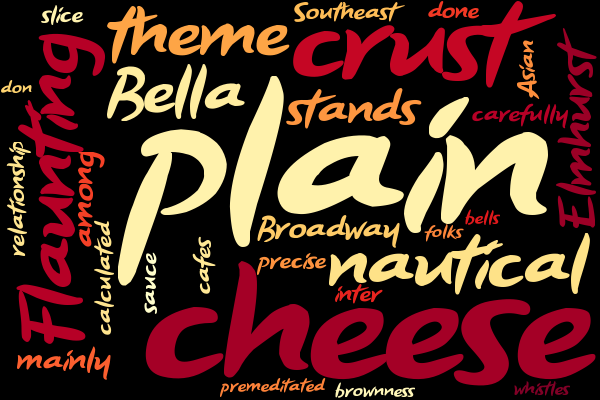 slice
theme
Southeast
done
crust
don
Flaunting
Bella
stands
Asian
carefully
Elmhurst
plain
relationship
among
calculated
sauce
cafes
Broadway
folks
bells
precise
nautical
inter
cheese
mainly
premeditated
brownness
whistles